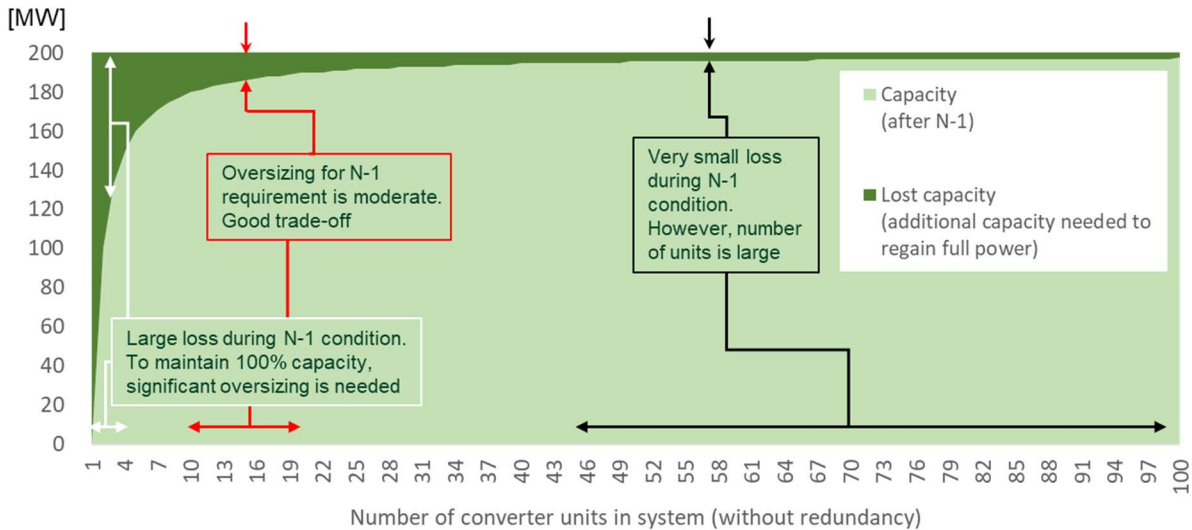 [MW]
200
180
160
140
120
100
80
60
40
20
0
Capacity
(after N-1)
Lost capacity
(additional capacity needed to
regain full power)
Oversizing for N-1
requirement is moderate.
Good trade-off
Very small loss
during N-1
condition.
However, number
of units is large
Large loss during N-1 condition.
To maintain 100% capacity,
significant oversizing is needed
1 4 7 10 13 16 19 22 25 28 31 34 37 40 43 46 49 52 55 58 61 64 67 70 73 76 79 82 85 88 91 94 97 100
Number of converter units in system (without redundancy)